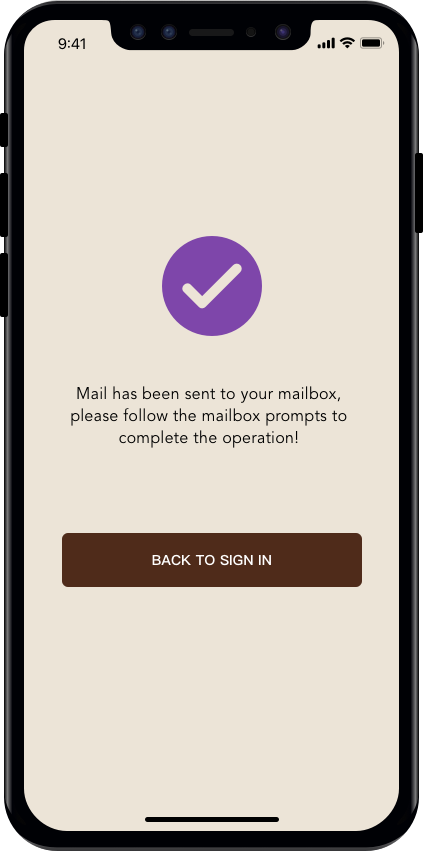 9:41
Mail has been sent to your mailbox,
please follow the mailbox prompts to
complete the operation!
BACK TO SIGN IN